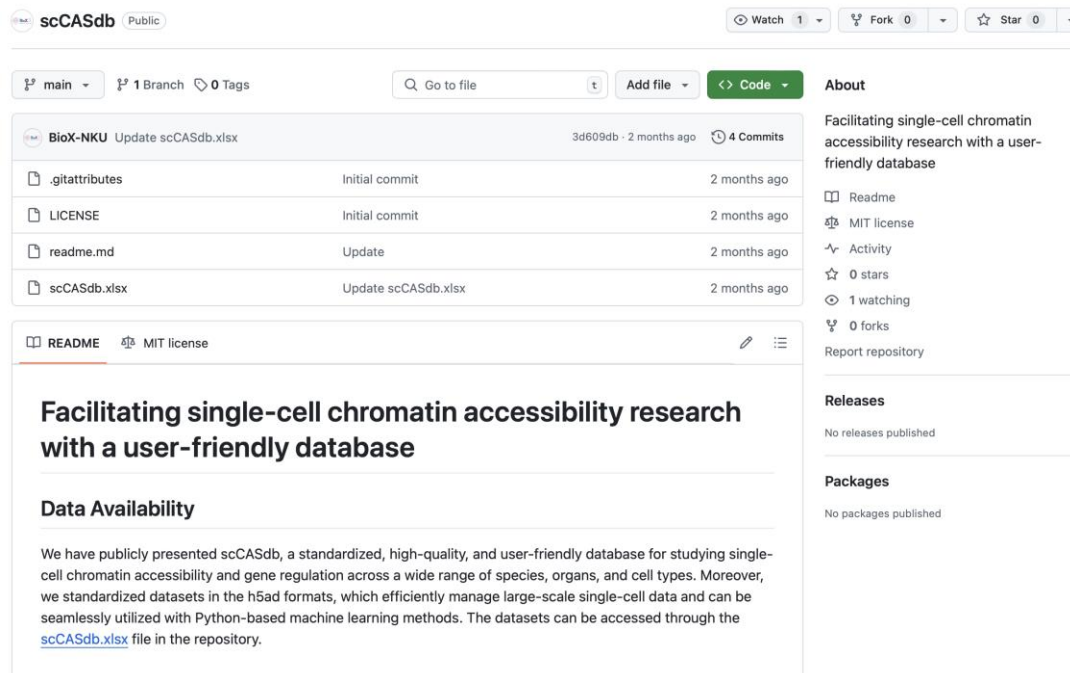 scCASdb Public
Watch 1
Fork 0
Star 0
main
1 Branch
0 Tags
Go to file
t
Add file
Code
BioX-NKU Update scCASdb.xlsx
3d609db · 2 months ago
4 Commits
.gitattributes Initial commit 2 months ago
LICENSE Initial commit 2 months ago
readme.md Update 2 months ago
scCASdb.xlsx Update scCASdb.xlsx 2 months ago
README
MIT license
Facilitating single-cell chromatin accessibility research
with a user-friendly database
Data Availability
We have publicly presented scCASdb, a standardized, high-quality, and user-friendly database for studying single-
cell chromatin accessibility and gene regulation across a wide range of species, organs, and cell types. Moreover,
we standardized datasets in the h5ad formats, which efficiently manage large-scale single-cell data and can be
seamlessly utilized with Python-based machine learning methods. The datasets can be accessed through the
scCASdb.xlsx file in the repository.
About
Facilitating single-cell chromatin
accessibility research with a user-
friendly database
Readme
MIT license
Activity
0 stars
1 watching
0 forks
Report repository
Releases
No releases published
Packages
No packages published